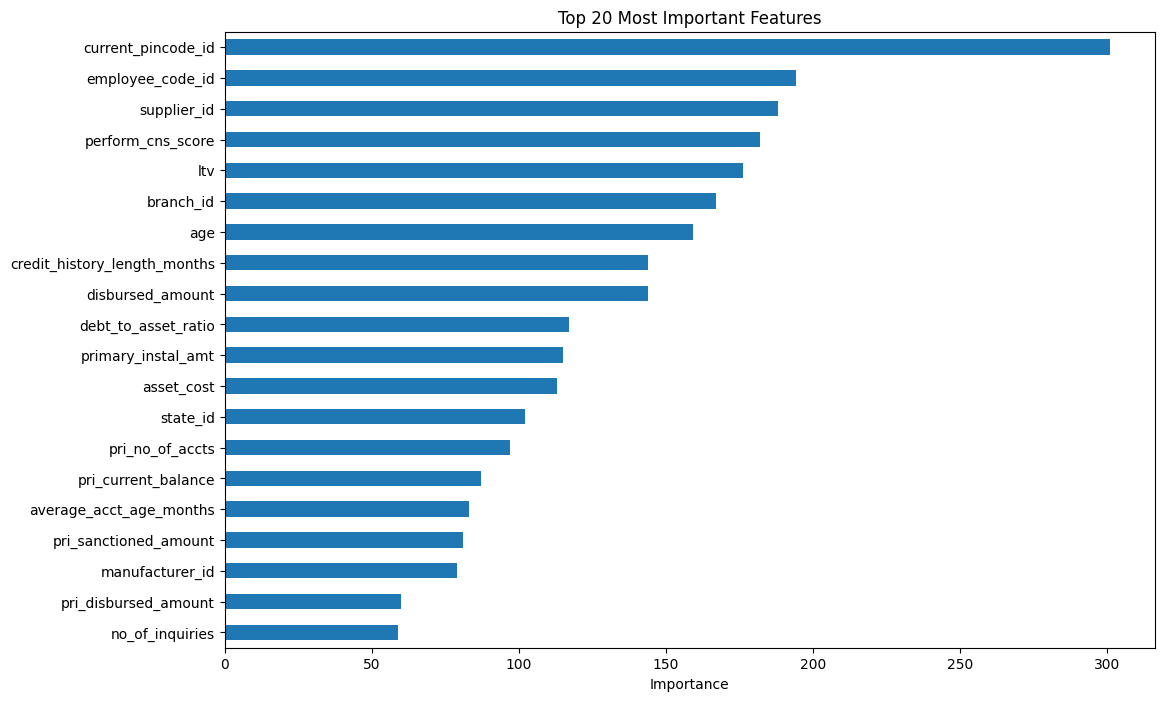 Top 20 Most Important Features
current_pincode_id
employee_code_id
supplier_id
perform_cns_score
ltv
branch_id
age
credit_history_length_months
disbursed_amount
debt_to_asset_ratio
primary_instal_amt
asset_cost
state_id
pri_no_of_accts
pri_current_balance
average_acct_age_months
pri_sanctioned_amount
manufacturer_id
pri_disbursed_amount
no_of_inquiries
0 50 100 150 200 250 300
Importance